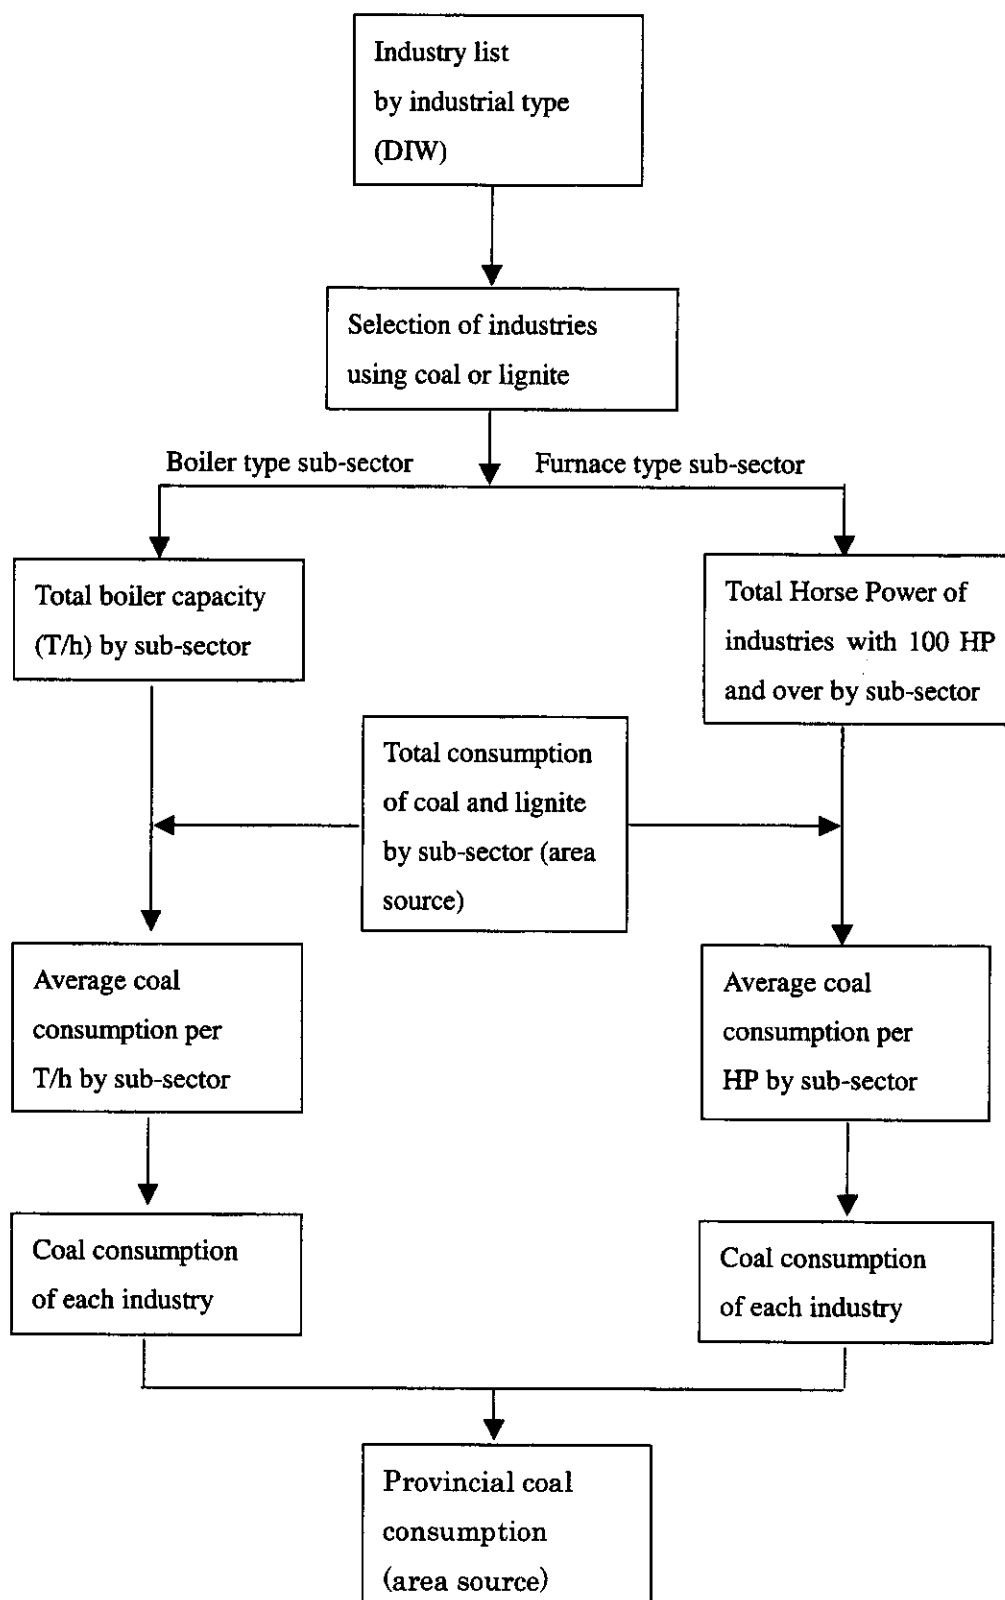 Industry list
by industrial type
(DIW)
Selection of industries
using coal or lignite
Boiler type sub-sector
Furnace type sub-sector
Total boiler capacity
(T/h) by sub-sector
Total Horse Power of
industries with 100 HP
and over by sub-sector
Total consumption
of coal and lignite
by sub-sector (area
source)
Average coal
consumption per
T/h by sub-sector
Average coal
consumption per
HP by sub-sector
Coal consumption
of each industry
Coal consumption
of each industry
Provincial coal
consumption
(area source)